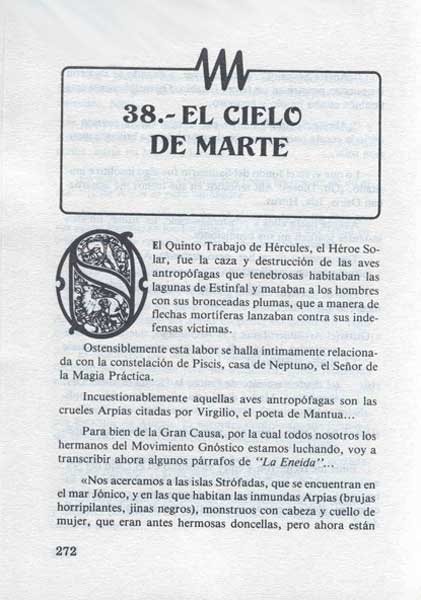 38.- EL CIELO
DE MARTE
El Quinto Trabajo de Hércules, el Héroe So-
lar, fue la caza y destrucción de las aves
antropófagas que tenebrosas habitaban las
lagunas de Estinfal y mataban a los hombres
con sus bronceadas plumas, que a manera de
flechas mortíferas lanzaban contra sus inde-
fensas víctimas.
Ostensiblemente esta labor se halla intimamente relaciona-
da con la constelación de Piscis, casa de Neptuno, el Señor de
la Magia Práctica.
Incuestionablemente aquellas aves antropófagas son las
crueles Arpías citadas por Virgilio, el poeta de Mantua...
Para bien de la Gran Causa, por la cual todos nosotros los
hermanos del Movimiento Gnóstico estamos luchando, voy a
transcribir ahora algunos párrafos de "La Eneida"...
«Nos acercamos a las islas Strófadas, que se encuentran en
el mar Jónico, y en las que habitan las inmundas Arpías (brujas
horripilantes, jinas negros), monstruos con cabeza y cuello de
mujer, que eran antes hermosas doncellas, pero ahora están
272